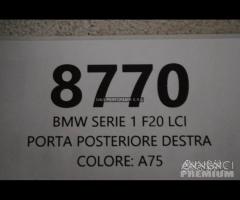 8770
BMW SERIE 1 F20 LCI
PORTA POSTERIORE DESTRA
COLORE: A75
ANNUNCI
PREMIUM